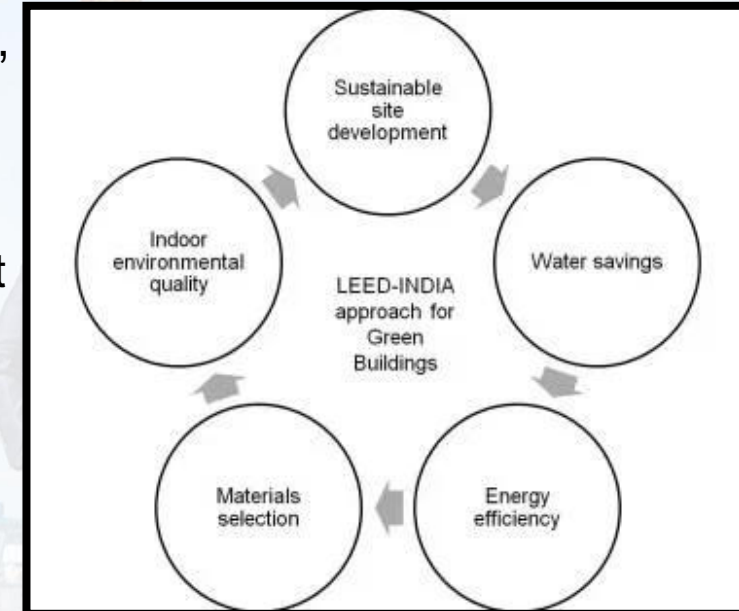 ,
t
Sustainable
site
development
Indoor
environmental
quality
Water savings
LEED-INDIA
approach for
Green
Buildings
Materials
selection
Energy
efficiency